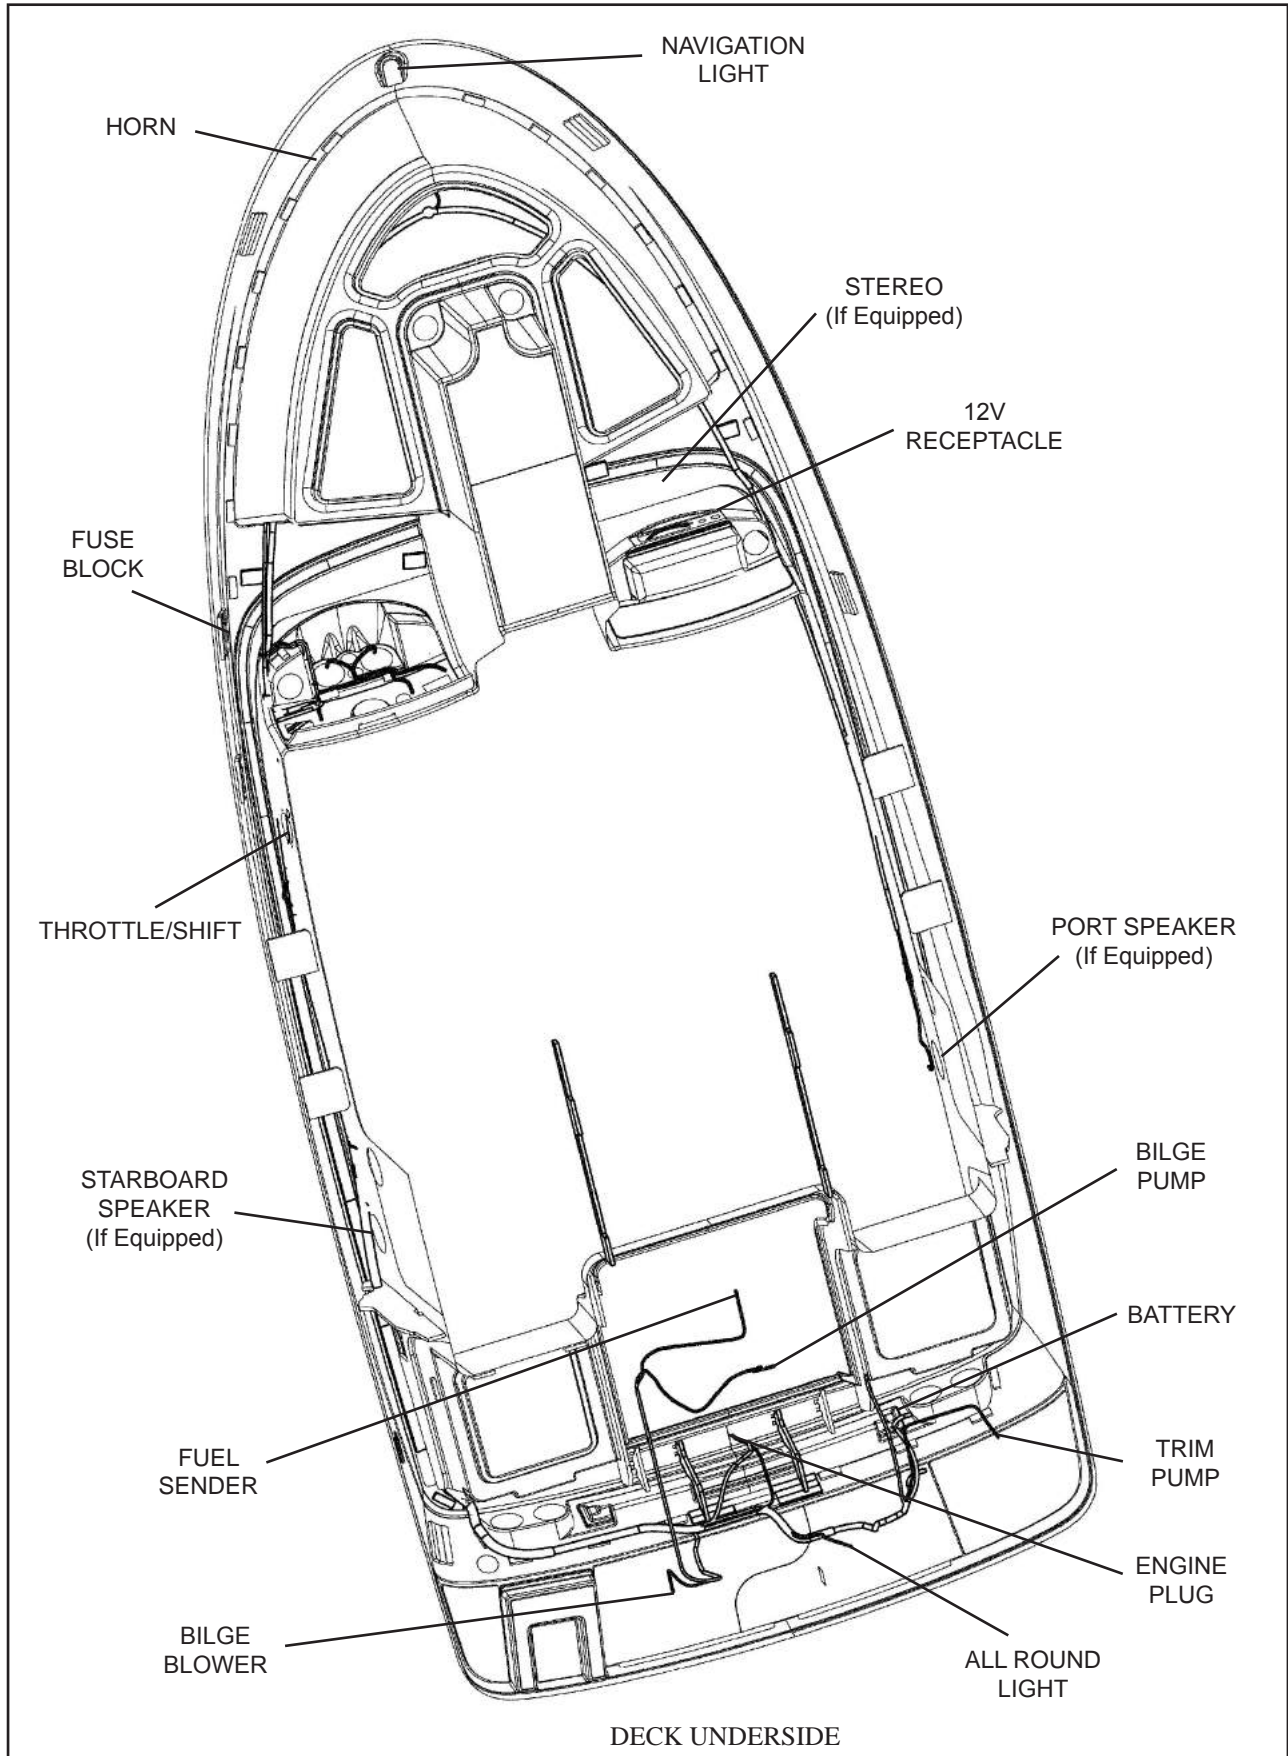 NAVIGATION
LIGHT
HORN
STEREO
(If Equipped)
12V
RECEPTACLE
FUSE
BLOCK
THROTTLE/SHIFT
PORT SPEAKER
(If Equipped)
STARBOARD
SPEAKER
(If Equipped)
BILGE
PUMP
BATTERY
FUEL
SENDER
TRIM
PUMP
ENGINE
PLUG
BILGE
BLOWER
ALL ROUND
LIGHT
DECK UNDERSIDE